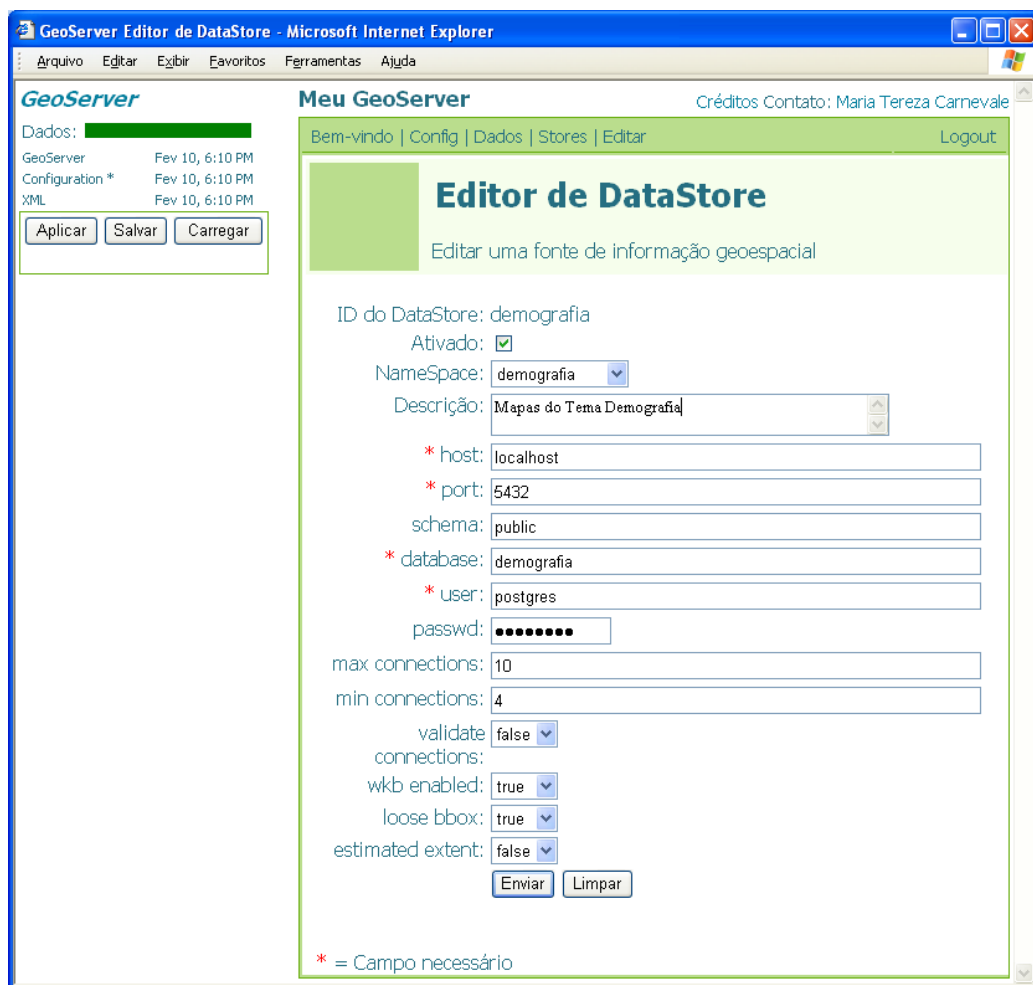 GeoServer Editor de DataStore - Microsoft Internet Explorer
Arquivo Editar Exibir Favoritos Ferramentas Ajuda
GeoServer
Dados:
GeoServer Fev 10, 6:10 PM
Configuration * Fev 10, 6:10 PM
XML Fev 10, 6:10 PM
Aplicar Salvar Carregar
Meu GeoServer
Créditos Contato: Maria Tereza Carnevale
Bem-vindo | Config | Dados | Stores | Editar Logout
Editor de DataStore
Editar uma fonte de informação geoespacial
ID do DataStore: demografia
Ativado:
NameSpace: demografia
Descrição: Mapas do Tema Demografia
* host: localhost
* port: 5432
schema: public
* database: demografia
* user: postgres
passwd: ●●●●●●●●
max connections: 10
min connections: 4
validate connections: false
wkb enabled: true
loose bbox: true
estimated extent: false
Enviar Limpar
* = Campo necessário